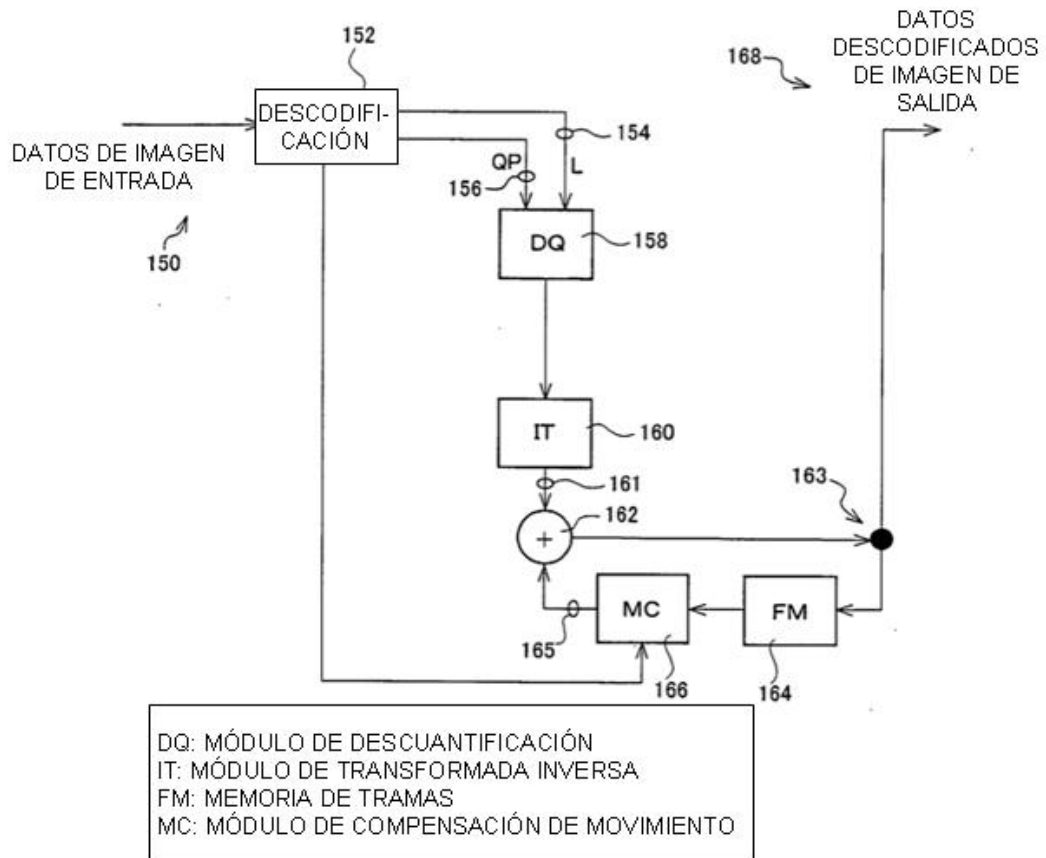 152
DESCODIFI-
CACIÓN
DATOS DE IMAGEN
DE ENTRADA
150
QP
156
L
154
DATOS
DESCODIFICADOS
DE IMAGEN DE
SALIDA
168
DQ
158
IT
160
161
+
162
163
165
MC
166
FM
164
DQ: MÓDULO DE DESCUANTIFICACIÓN
IT: MÓDULO DE TRANSFORMADA INVERSA
FM: MEMORIA DE TRAMAS
MC: MÓDULO DE COMPENSACIÓN DE MOVIMIENTO